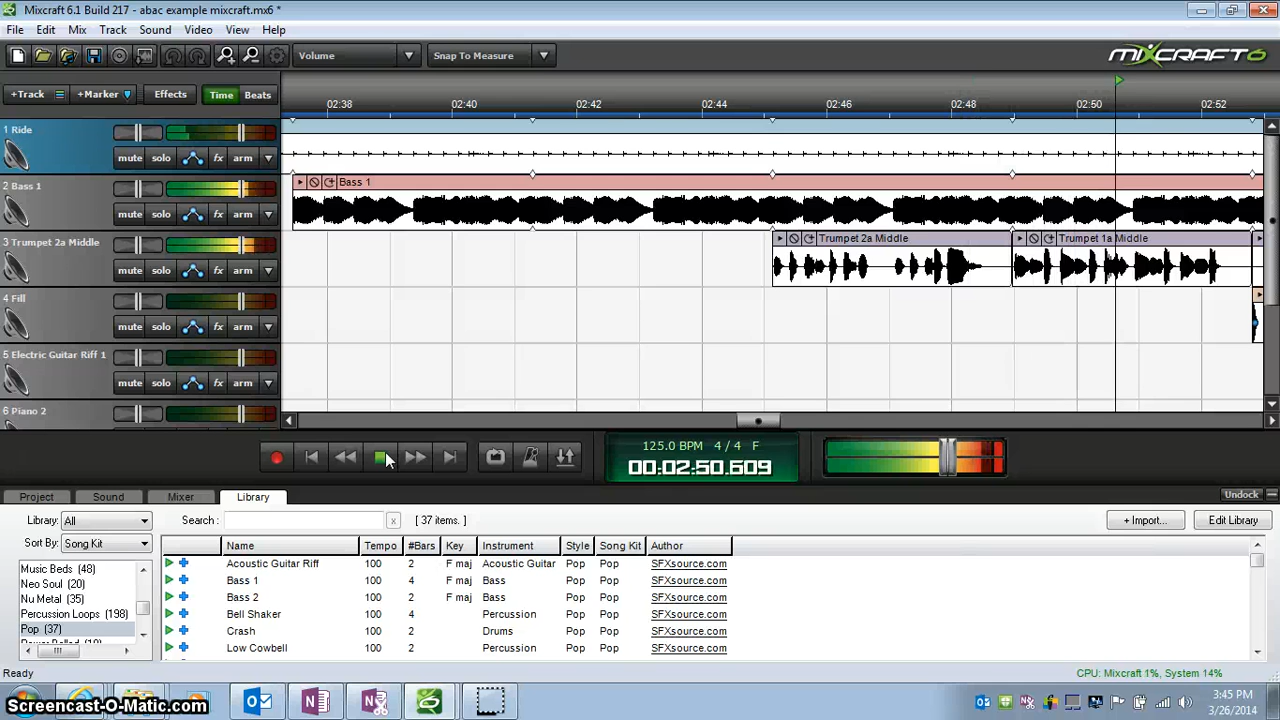 Mixcraft 6.1 Build 217 - abac example mixcraft.mx6 *
File Edit Mix Track Sound Video View Help
Volume Snap To Measure MIXCRAFT6
+Track +Marker Effects Time Beats
02:38 02:40 02:42 02:44 02:46 02:48 02:50 02:52
1 Ride
mute solo fx arm
2 Bass 1
Bass 1
mute solo fx arm
3 Trumpet 2a Middle
Trumpet 2a Middle Trumpet 1a Middle
mute solo fx arm
4 Fill
mute solo fx arm
5 Electric Guitar Riff 1
mute solo fx arm
6 Piano 2
125.0 BPM 4 / 4 F
00:02:50.609
Project Sound Mixer Library Undock
Library: All Search: x [ 37 items. ] + Import... Edit Library
Sort By: Song Kit
Name Tempo #Bars Key Instrument Style Song Kit Author
Music Beds (48)
Neo Soul (20)
Nu Metal (35)
Percussion Loops (198)
Pop (37)
Power Ballad (10)
Acoustic Guitar Riff 100 2 F maj Acoustic Guitar Pop Pop SFXsource.com
Bass 1 100 4 F maj Bass Pop Pop SFXsource.com
Bass 2 100 2 F maj Bass Pop Pop SFXsource.com
Bell Shaker 100 4 Percussion Pop Pop SFXsource.com
Crash 100 2 Drums Pop Pop SFXsource.com
Low Cowbell 100 2 Percussion Pop Pop SFXsource.com
Ready CPU: Mixcraft 1%, System 14%
Screencast-O-Matic.com
3:45 PM
3/26/2014